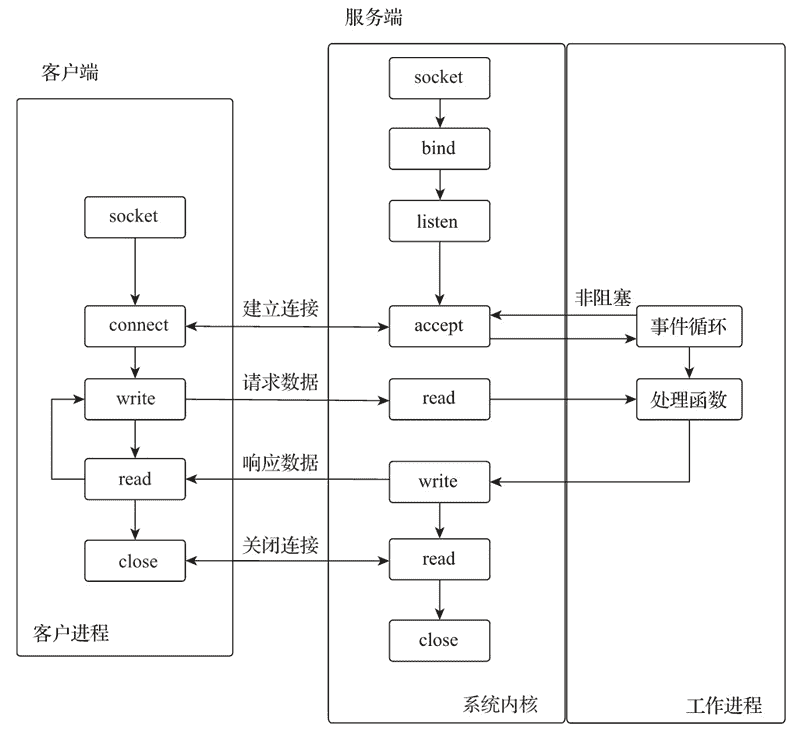 服务端
客户端
socket
bind
socket
listen
建立连接
非阻塞
connect
accept
事件循环
请求数据
write
read
处理函数
响应数据
read
write
关闭连接
close
read
客户进程
close
系统内核
工作进程